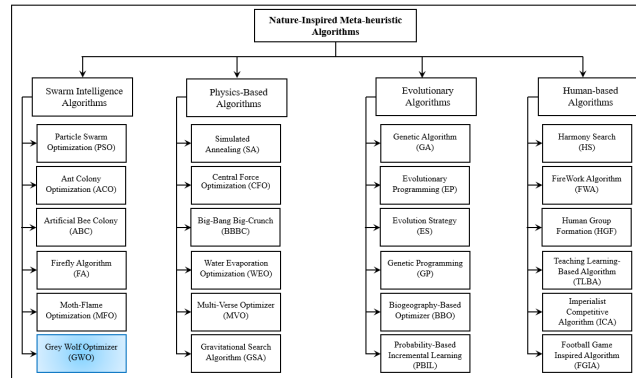 Nature-Inspired Meta-heuristic
Algorithms
Swarm Intelligence
Algorithms
Particle Swarm
Optimization (PSO)
Ant Colony
Optimization (ACO)
Artificial Bee Colony
(ABC)
Firefly Algorithm
(FA)
Moth-Flame
Optimization (MFO)
Grey Wolf Optimizer
(GWO)
Physics-Based
Algorithms
Simulated
Annealing (SA)
Central Force
Optimization (CFO)
Big-Bang Big-Crunch
(BBBC)
Water Evaporation
Optimization (WEO)
Multi-Verse Optimizer
(MVO)
Gravitational Search
Algorithm (GSA)
Evolutionary
Algorithms
Genetic Algorithm
(GA)
Evolutionary
Programming (EP)
Evolution Strategy
(ES)
Genetic Programming
(GP)
Biogeography-Based
Optimizer (BBO)
Probability-Based
Incremental Learning
(PBIL)
Human-based
Algorithms
Harmony Search
(HS)
FireWork Algorithm
(FWA)
Human Group
Formation (HGF)
Teaching Learning-
Based Algorithm
(TLBA)
Imperialist
Competitive
Algorithm (ICA)
Football Game
Inspired Algorithm
(FGIA)